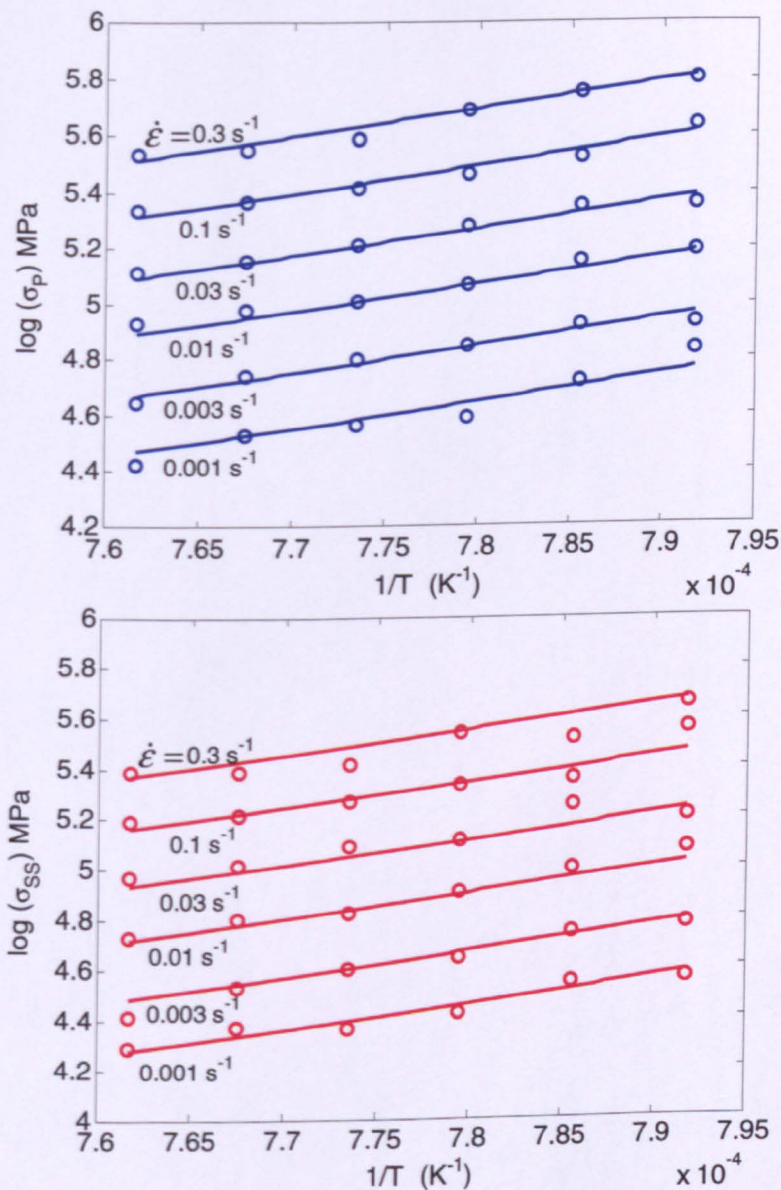 6
5.8
5.6
5.4
5.2
5
4.8
4.6
4.4
4.2
log (σP) MPa
ε̇ = 0.3 s-1
0.1 s-1
0.03 s-1
0.01 s-1
0.003 s-1
0.001 s-1
7.6 7.65 7.7 7.75 7.8 7.85 7.9 7.95
1/T (K-1) x 10-4
6
5.8
5.6
5.4
5.2
5
4.8
4.6
4.4
4.2
4
log (σSS) MPa
ε̇ = 0.3 s-1
0.1 s-1
0.03 s-1
0.01 s-1
0.003 s-1
0.001 s-1
7.6 7.65 7.7 7.75 7.8 7.85 7.9 7.95
1/T (K-1) x 10-4